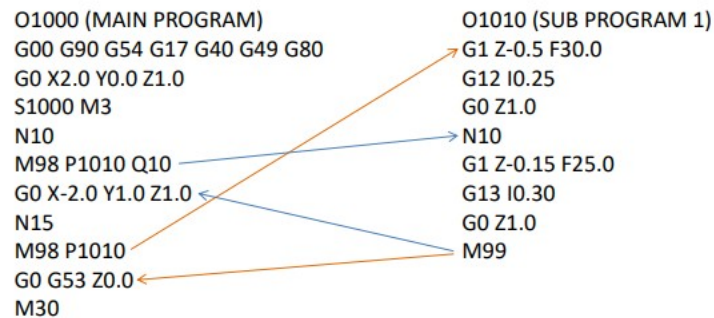 O1000 (MAIN PROGRAM)
G00 G90 G54 G17 G40 G49 G80
G0 X2.0 Y0.0 Z1.0
S1000 M3
N10
M98 P1010 Q10
G0 X-2.0 Y1.0 Z1.0
N15
M98 P1010
G0 G53 Z0.0
M30
O1010 (SUB PROGRAM 1)
G1 Z-0.5 F30.0
G12 I0.25
G0 Z1.0
N10
G1 Z-0.15 F25.0
G13 I0.30
G0 Z1.0
M99